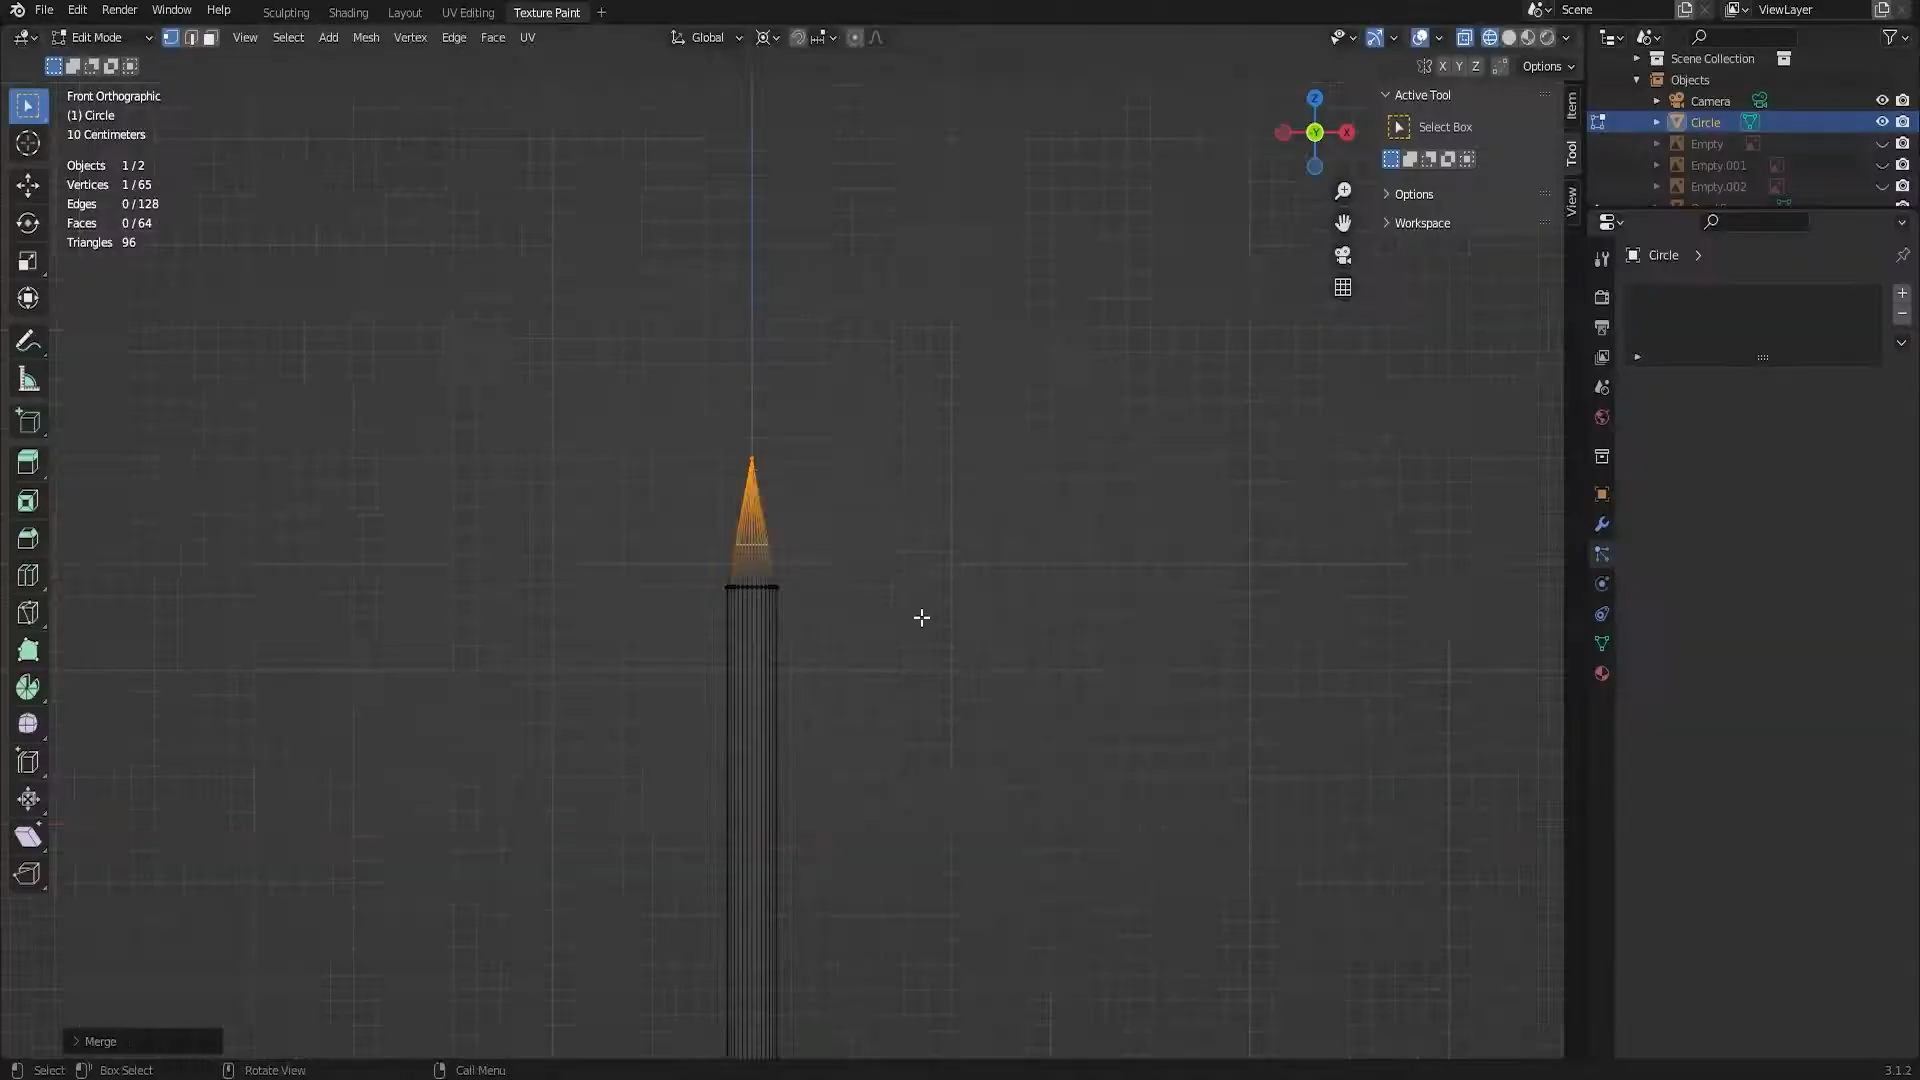 File Edit Render Window Help Sculpting Shading Layout UV Editing Texture Paint + Scene ViewLayer
Edit Mode View Select Add Mesh Vertex Edge Face UV Global
X Y Z Options
Front Orthographic
(1) Circle
10 Centimeters
Objects 1 / 2
Vertices 1 / 65
Edges 0 / 128
Faces 0 / 64
Triangles 96
Z
X
Y
Active Tool
Select Box
Options
Workspace
Item
Tool
View
Scene Collection
Objects
Camera
Circle
Empty
Empty.001
Empty.002
Circle
Merge
Select Box Select Rotate View Call Menu 3.1.2